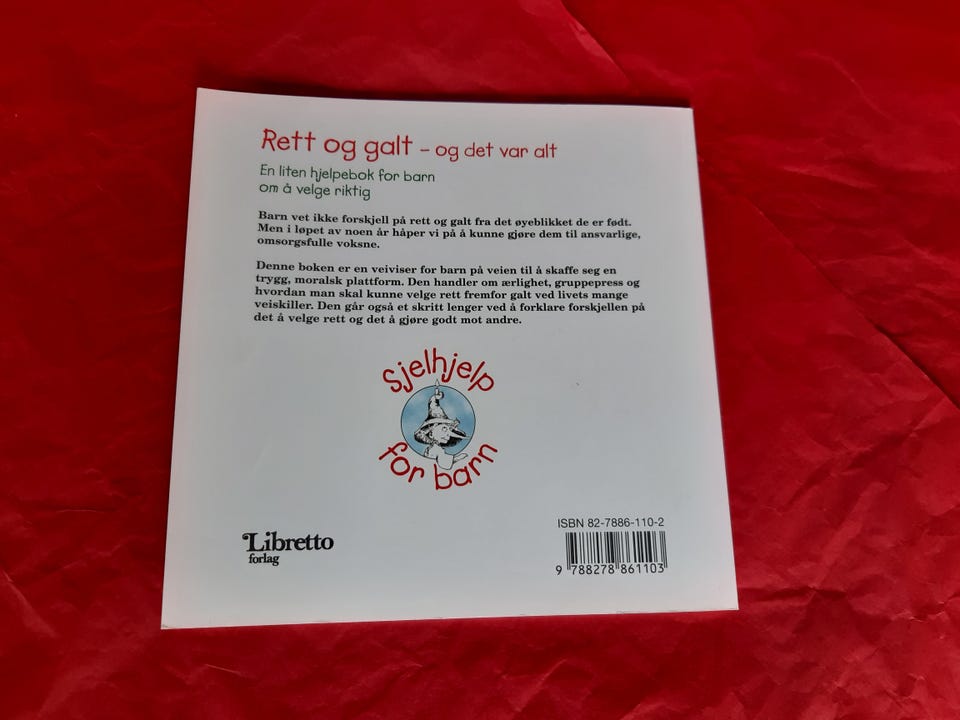 Rett og galt – og det var alt
En liten hjelpebok for barn
om å velge riktig
Barn vet ikke forskjell på rett og galt fra det øyeblikket de er født.
Men i løpet av noen år håper vi på å kunne gjøre dem til ansvarlige,
omsorgsfulle voksne.
Denne boken er en veiviser for barn på veien til å skaffe seg en
trygg, moralsk plattform. Den handler om ærlighet, gruppepress og
hvordan man skal kunne velge rett fremfor galt ved livets mange
veiskiller. Den går også et skritt lenger ved å forklare forskjellen på
det å velge rett og det å gjøre godt mot andre.
Sjelhjelp
for barn
Libretto
forlag
ISBN 82-7886-110-2
9 788278 861103